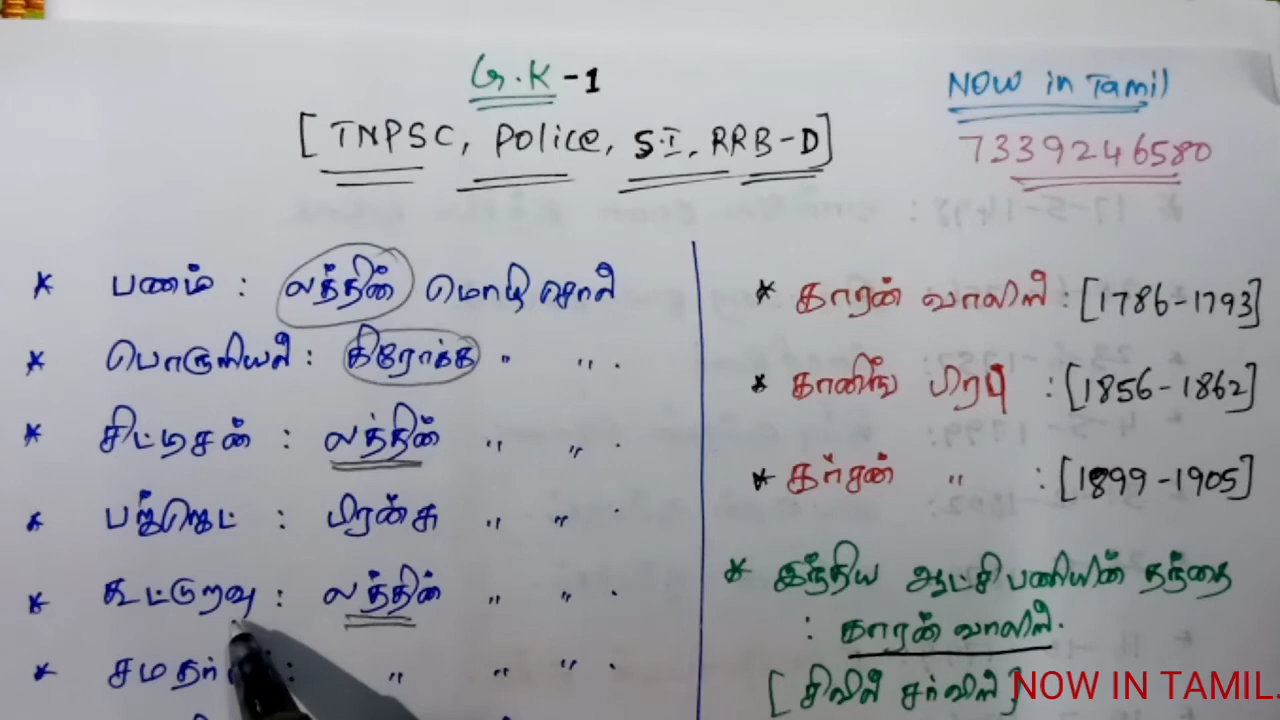 G.K - 1
NOW in Tamil
[TNPSC, Police, S.I, RRB-D]
7339246580
* பணம் : லத்தின் மொழி சொல்
* பொருளியல் : கிரோக்க " " .
* சிட்டிசன் : லத்தின் " " .
* பட்ஜெட் : பிரன்சு " " .
* கூட்டுறவு : லத்தின் " " .
* : " " " .
* காரன் வாலிஸ் : [1786-1793]
* கானிங் பிரபு : [1856-1862]
* கர்சன் " : [1899-1905]
* இந்திய ஆட்சிபணியின் தந்தை
: காரன் வாலிஸ்.
[சிவில் சர்வீஸ்]
NOW IN TAMIL.